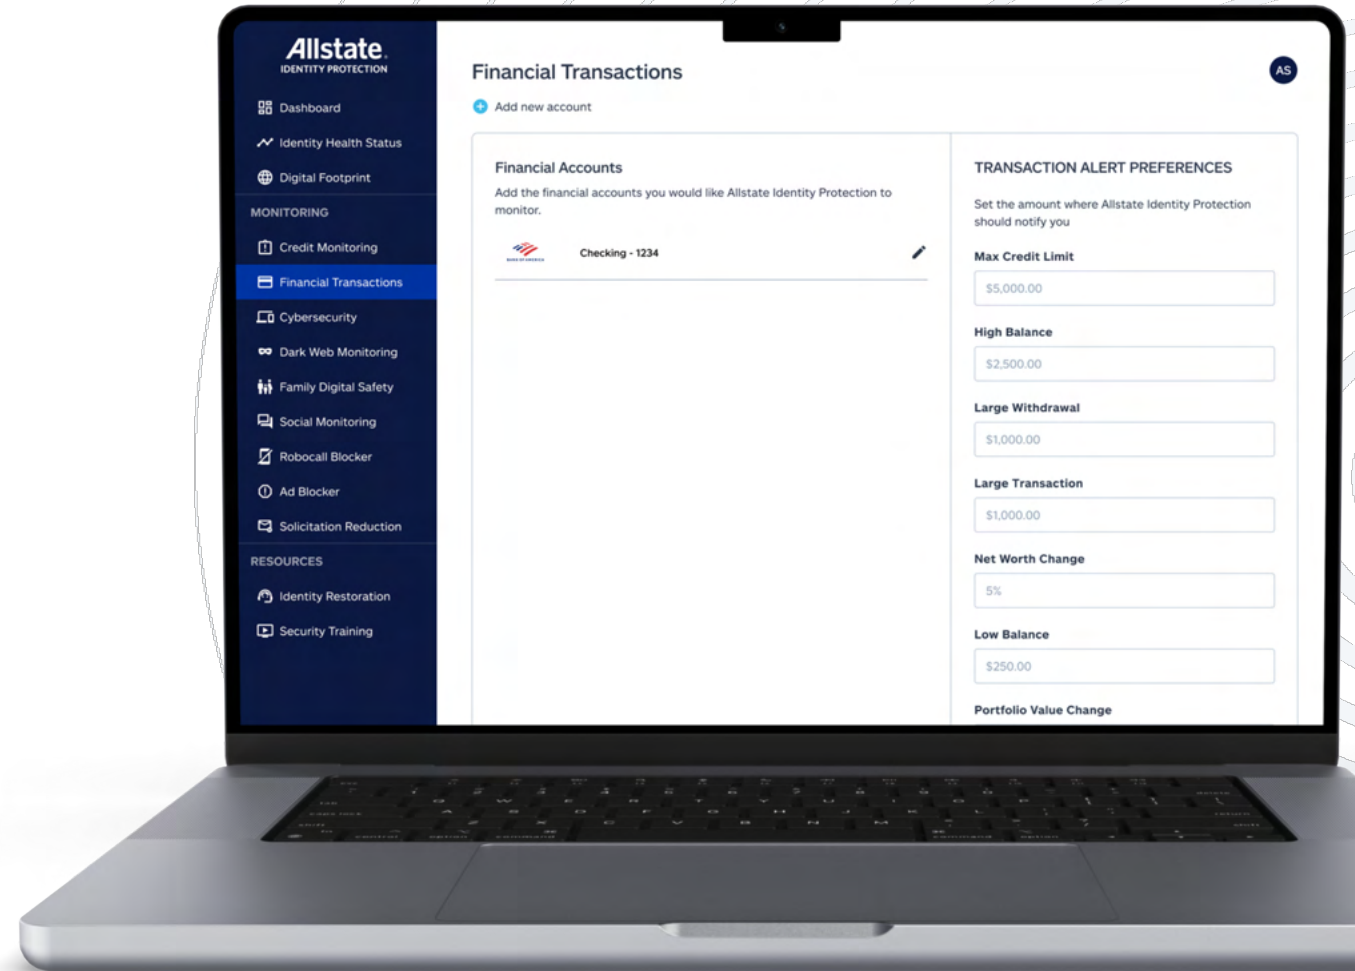 Allstate
IDENTITY PROTECTION
Dashboard
Identity Health Status
Digital Footprint
MONITORING
Credit Monitoring
Financial Transactions
Cybersecurity
Dark Web Monitoring
Family Digital Safety
Social Monitoring
Robocall Blocker
Ad Blocker
Solicitation Reduction
RESOURCES
Identity Restoration
Security Training
Financial Transactions
AS
Add new account
Financial Accounts
Add the financial accounts you would like Allstate Identity Protection to
monitor.
BANK OF AMERICA
Checking - 1234
TRANSACTION ALERT PREFERENCES
Set the amount where Allstate Identity Protection
should notify you
Max Credit Limit
$5,000.00
High Balance
$2,500.00
Large Withdrawal
$1,000.00
Large Transaction
$1,000.00
Net Worth Change
5%
Low Balance
$250.00
Portfolio Value Change